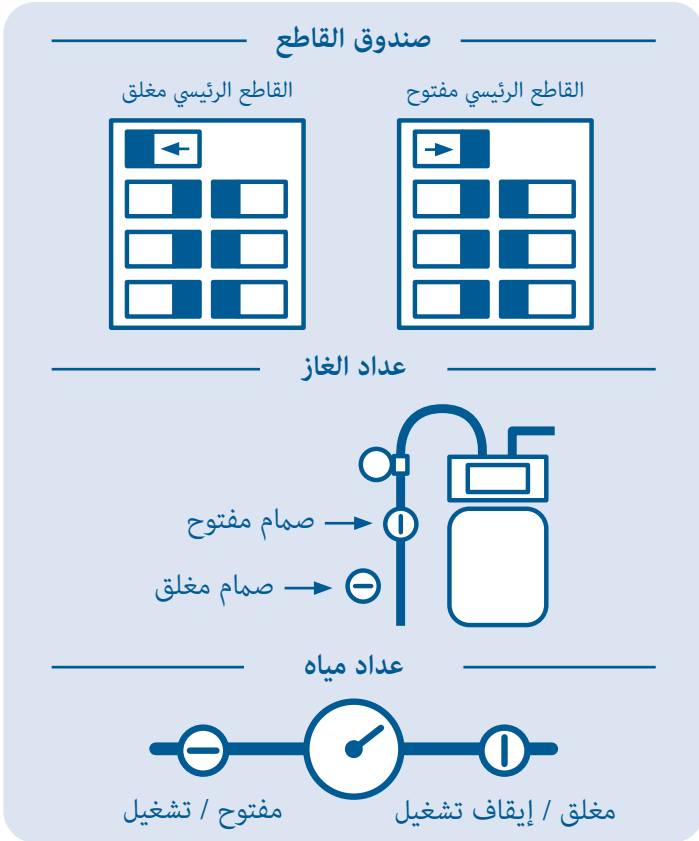 صندوق القاطع
القاطع الرئيسي مفتوح
القاطع الرئيسي مغلق
عداد الغاز
صمام مفتوح
صمام مغلق
عداد مياه
مغلق / إيقاف تشغيل
مفتوح / تشغيل